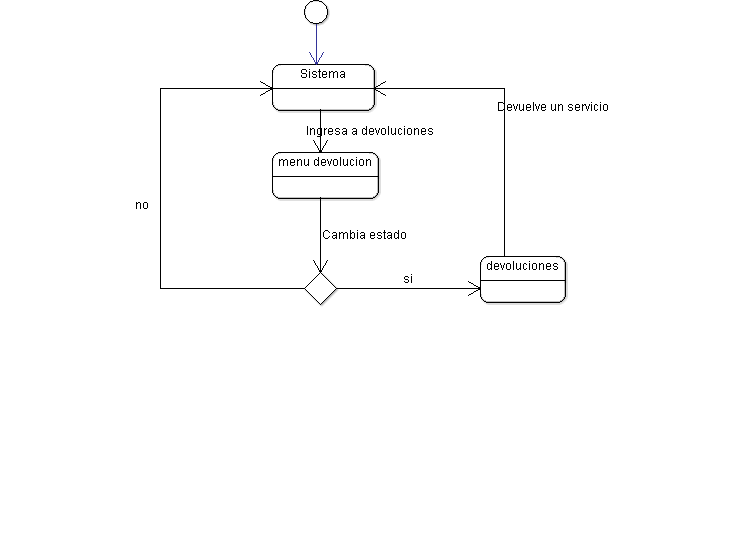 Sistema
Devuelve un servicio
Ingresa a devoluciones
menu devolucion
no
Cambia estado
devoluciones
si